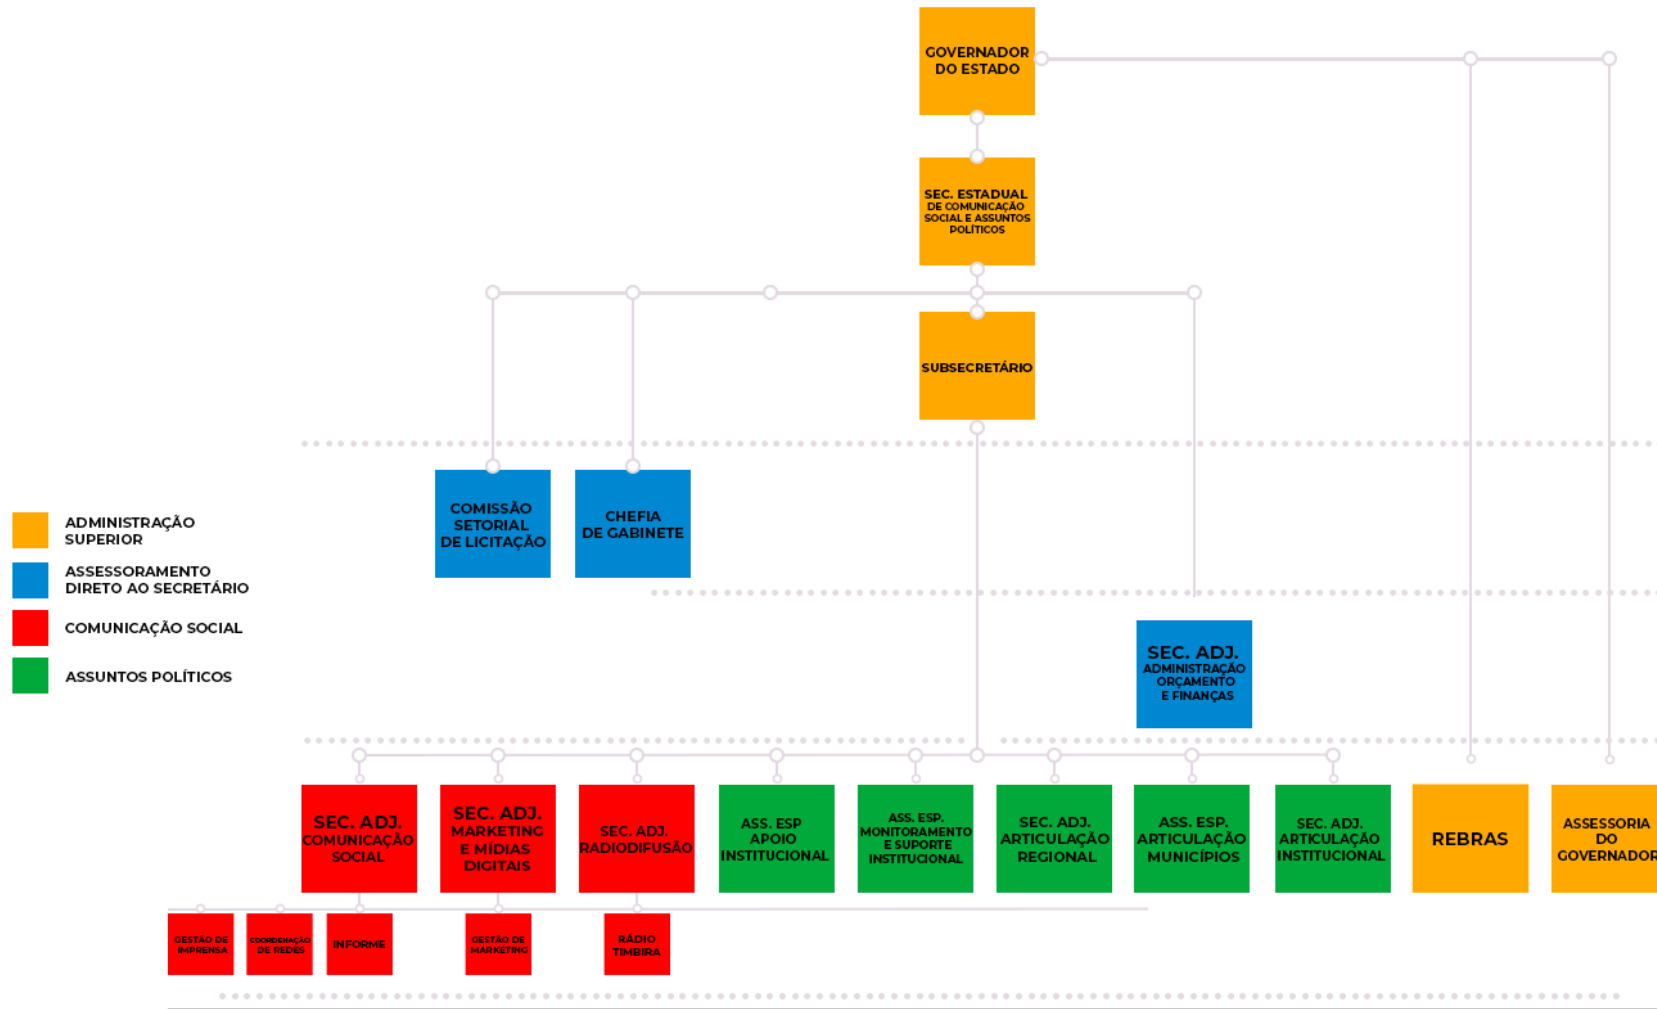 GOVERNADOR
DO ESTADO
SEC. ESTADUAL
DE COMUNICAÇÃO
SOCIAL E ASSUNTOS
POLÍTICOS
SUBSECRETÁRIO
COMISSÃO
SETORIAL
DE LICITAÇÃO
CHEFIA
DE GABINETE
ADMINISTRAÇÃO
SUPERIOR
ASSESSORAMENTO
DIRETO AO SECRETÁRIO
COMUNICAÇÃO SOCIAL
ASSUNTOS POLÍTICOS
SEC. ADJ.
ADMINISTRAÇÃO
ORÇAMENTO
E FINANÇAS
SEC. ADJ.
COMUNICAÇÃO
SOCIAL
SEC. ADJ.
MARKETING
E MÍDIAS
DIGITAIS
SEC. ADJ.
RADIODIFUSÃO
ASS. ESP
APOIO
INSTITUCIONAL
ASS. ESP.
MONITORAMENTO
E SUPORTE
INSTITUCIONAL
SEC. ADJ.
ARTICULAÇÃO
REGIONAL
ASS. ESP.
ARTICULAÇÃO
MUNICÍPIOS
SEC. ADJ.
ARTICULAÇÃO
INSTITUCIONAL
REBRAS
ASSESSORIA
DO
GOVERNADOR
GESTÃO DE
IMPRENSA
COORDENAÇÃO
DE REDES
INFORME
GESTÃO DE
MARKETING
RÁDIO
TIMBIRA